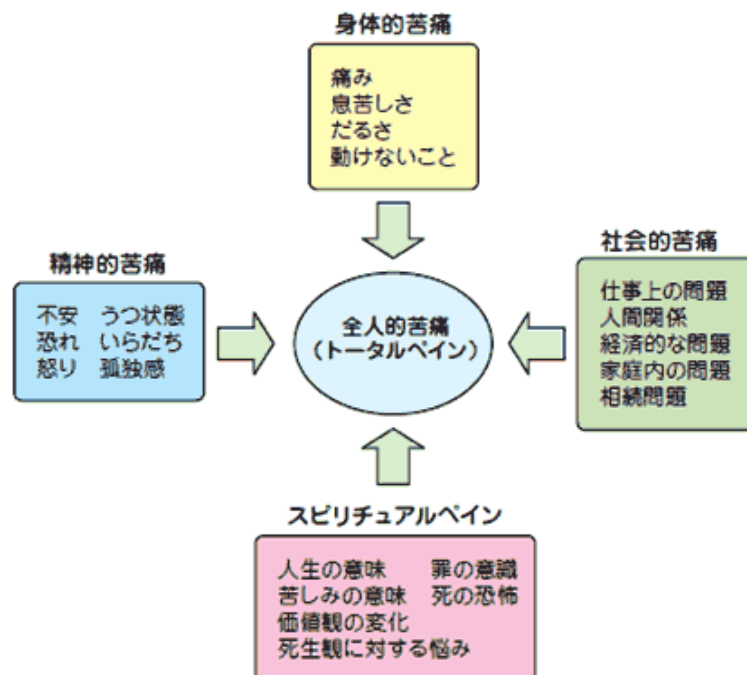 身体的苦痛
痛み
息苦しさ
だるさ
動けないこと
精神的苦痛
不安 うつ状態
恐れ いらだち
怒り 孤独感
全人的苦痛
（トータルペイン）
社会的苦痛
仕事上の問題
人間関係
経済的な問題
家庭内の問題
相続問題
スピリチュアルペイン
人生の意味 罪の意識
苦しみの意味 死の恐怖
価値観の変化
死生観に対する悩み